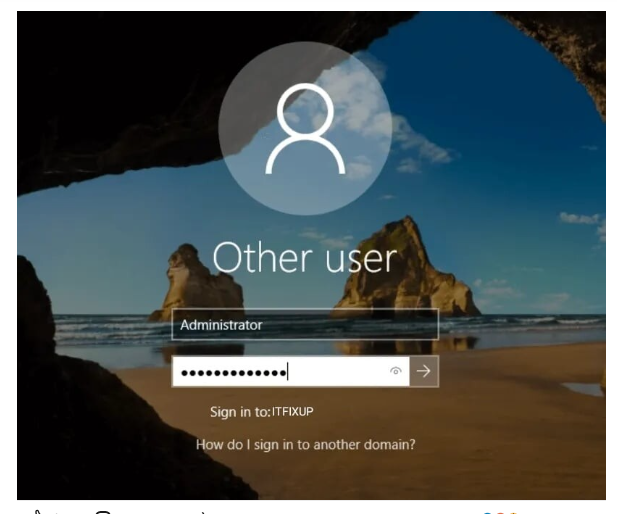 Other user
Administrator
●●●●●●●●●●●●●
Sign in to:ITFIXUP
How do I sign in to another domain?